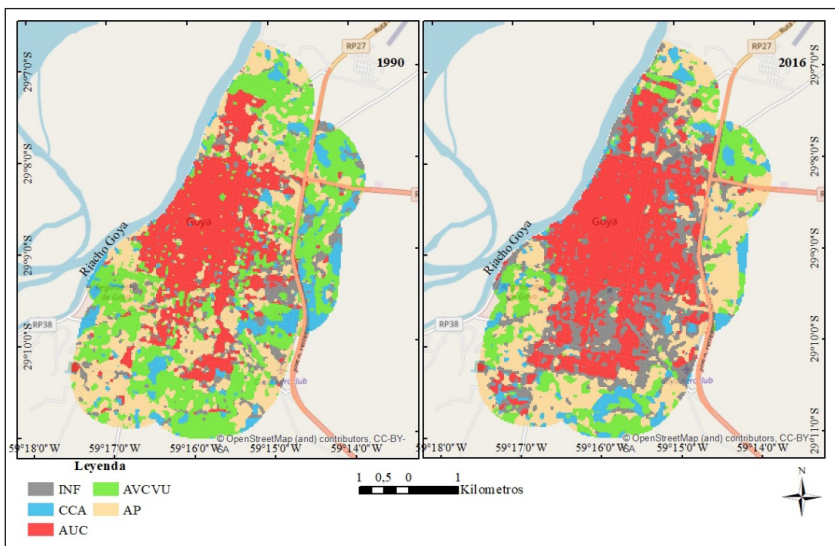 RP27
1990
29°7'0"S
29°8'0"S
29°9'0"S
29°10'0"S
Goya
Riacho Goya
RP38
© OpenStreetMap (and) contributors, CC-BY-
SA
59°18'0"W
59°17'0"W
59°16'0"W
59°15'0"W
59°14'0"W
RP27
2016
29°7'0"S
29°8'0"S
29°9'0"S
29°10'0"S
29°11'0"S
Goya
Riacho Goya
RP38
© OpenStreetMap (and) contributors, CC-BY-
SA
59°18'0"W
59°17'0"W
59°16'0"W
59°15'0"W
59°14'0"W
Leyenda
INF
AVCVU
CCA
AP
AUC
1 0,5 0 1
Kilometros
N